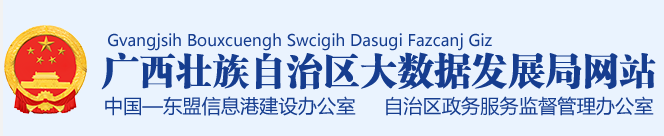 Gvangjsih Bouxcuengh Swcigih Dasugi Fazcanj Giz
广西壮族自治区大数据发展局网站
中国—东盟信息港建设办公室 自治区政务服务监督管理办公室